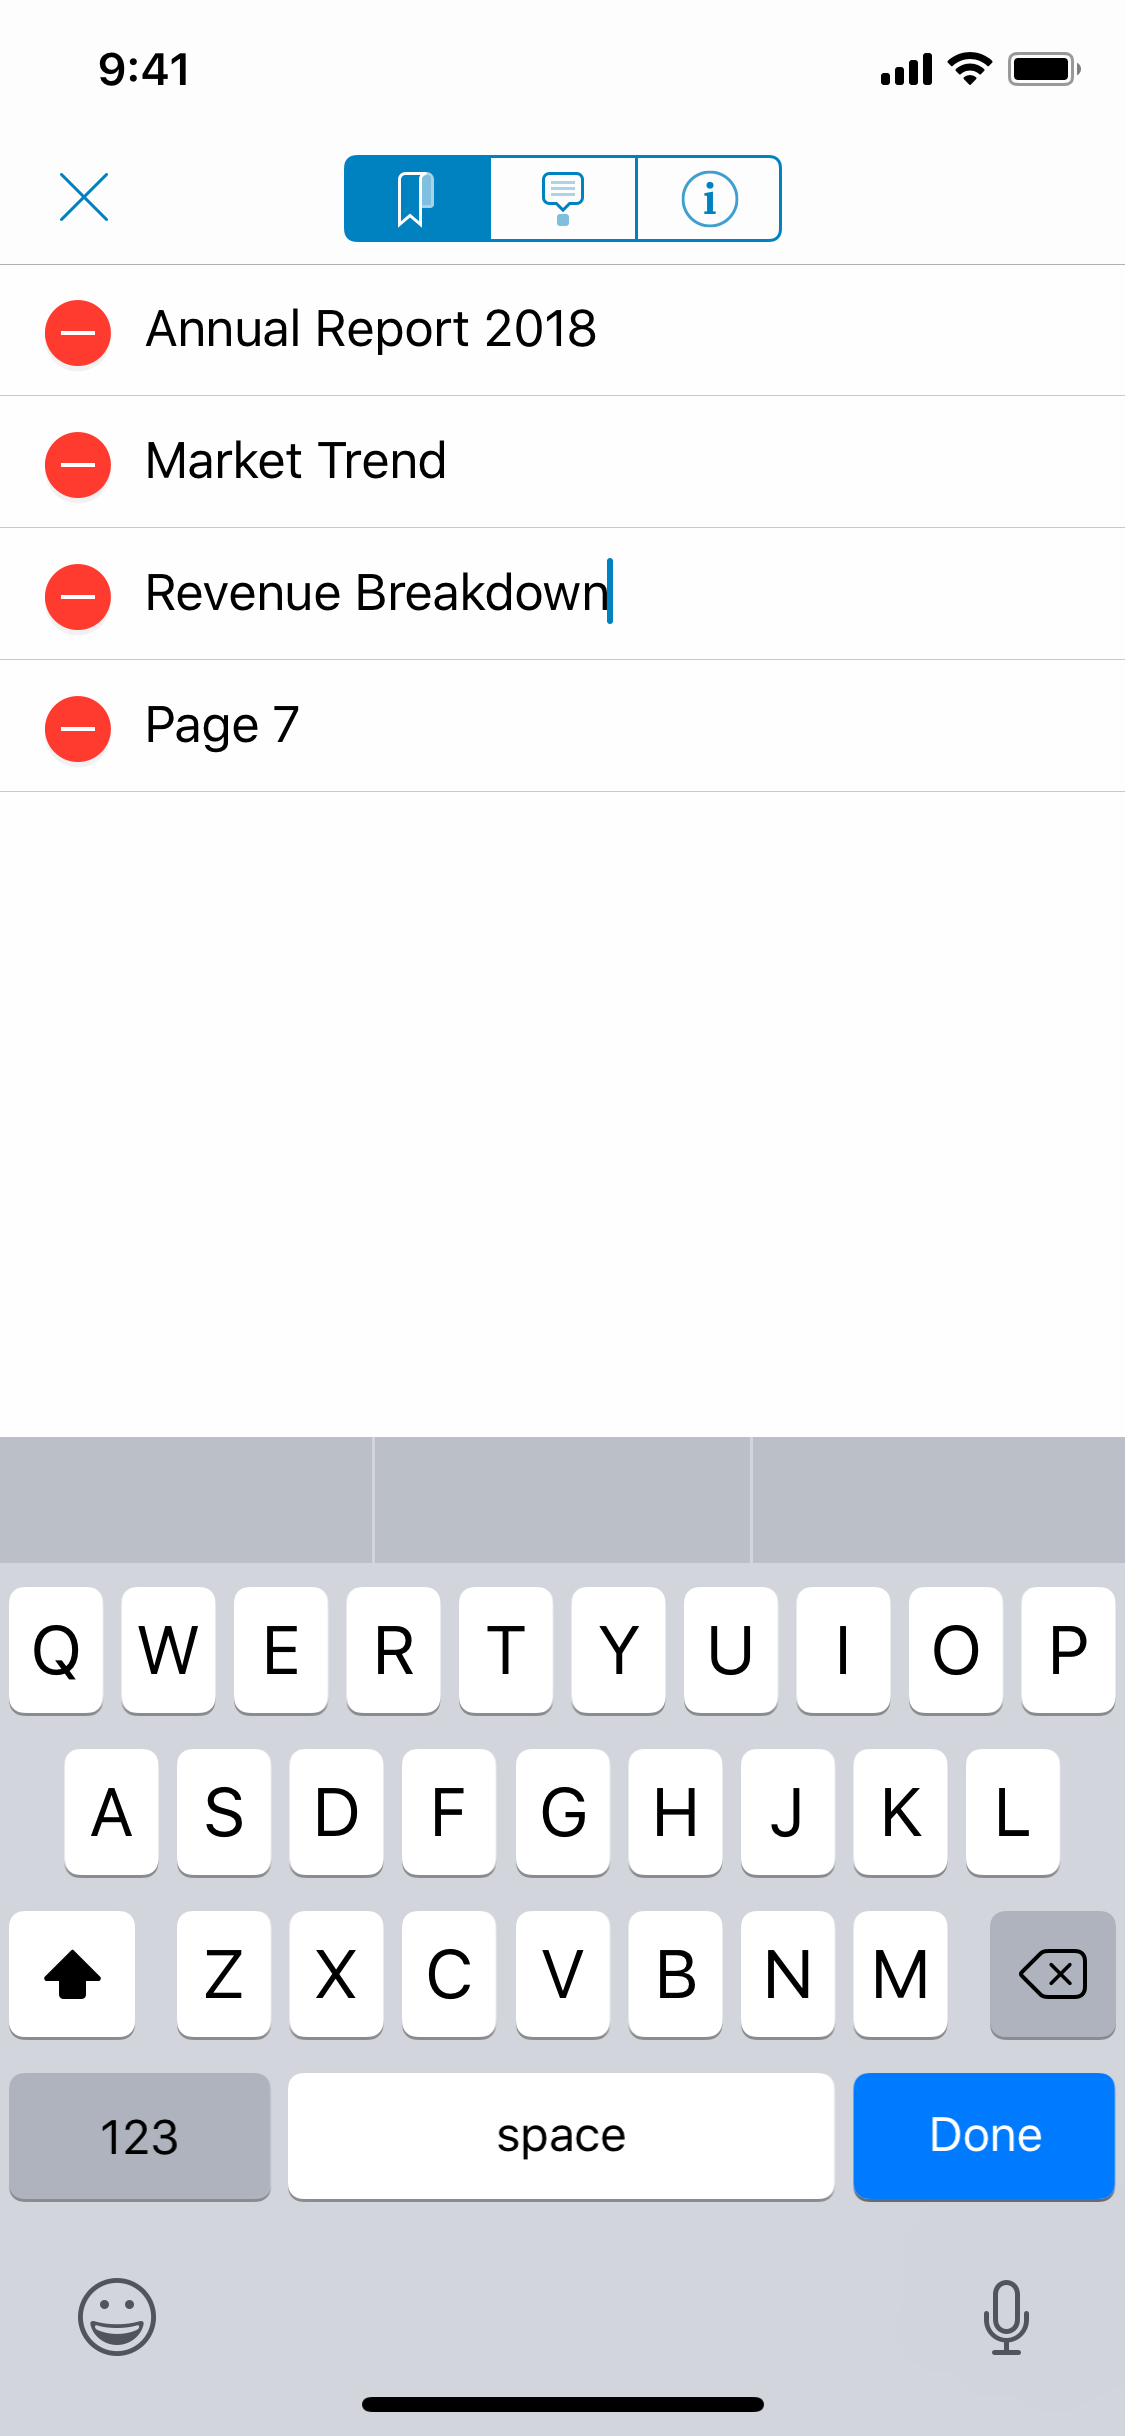 9:41
i
Annual Report 2018
Market Trend
Revenue Breakdown
Page 7
Q W E R T Y U I O P
A S D F G H J K L
Z X C V B N M
123 space Done